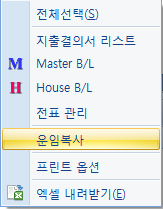 전체선택(S)
지출결의서 리스트
M Master B/L
H House B/L
전표 관리
운임복사
프린트 옵션
엑셀 내려받기(E)